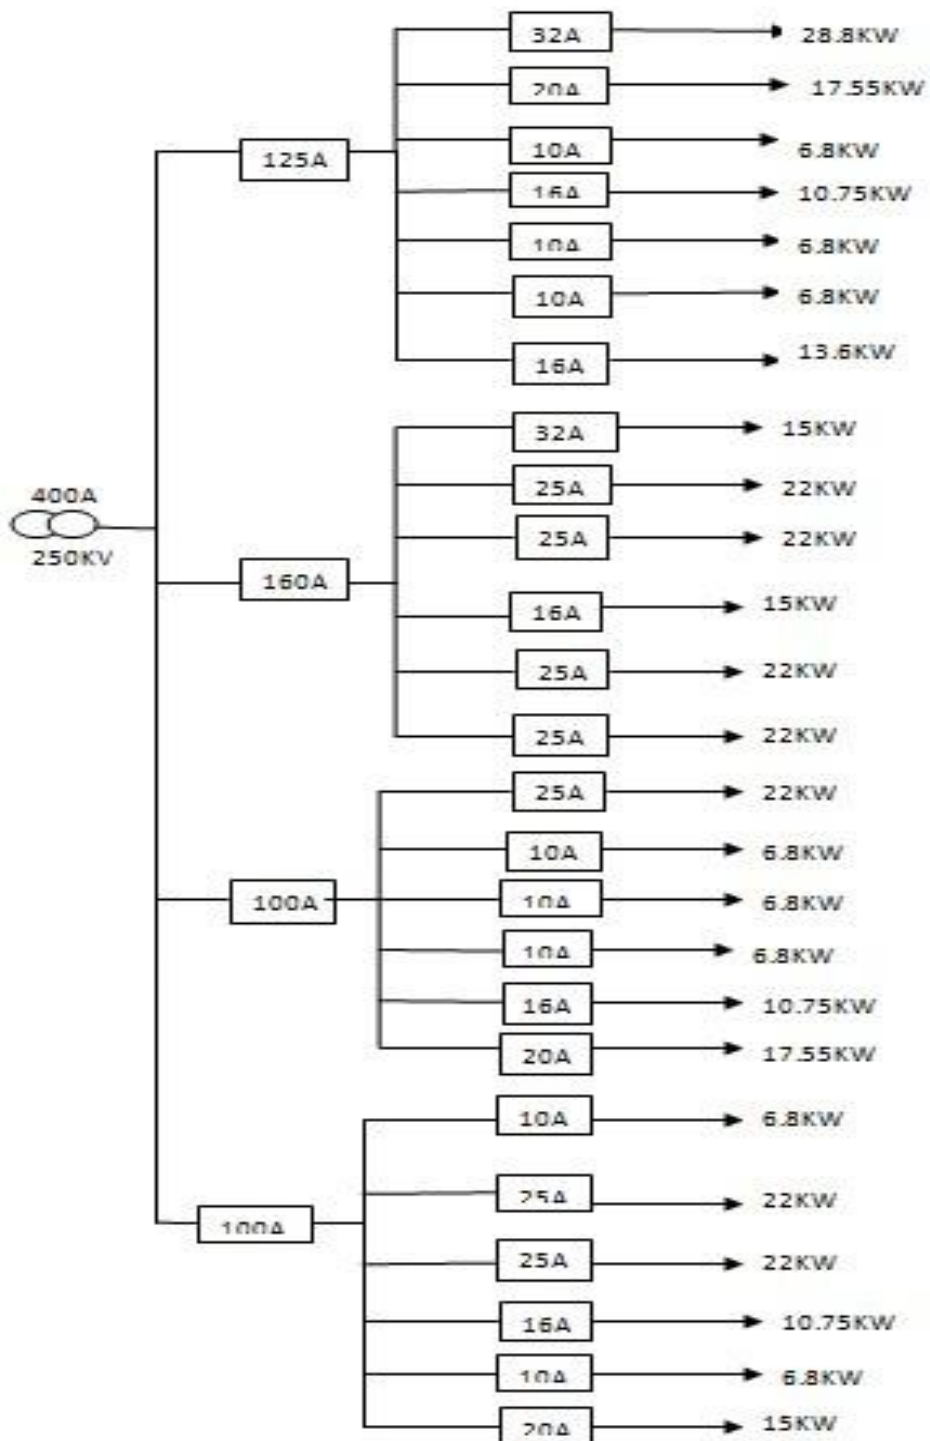 32A 28.8KW
20A 17.55KW
125A
10A 6.8KW
16A 10.75KW
10A 6.8KW
10A 6.8KW
16A 13.6KW
32A 15KW
25A 22KW
400A
250KV
25A 22KW
160A
16A 15KW
25A 22KW
25A 22KW
25A 22KW
10A 6.8KW
100A
10A 6.8KW
10A 6.8KW
16A 10.75KW
20A 17.55KW
10A 6.8KW
25A 22KW
100A
25A 22KW
16A 10.75KW
10A 6.8KW
20A 15KW